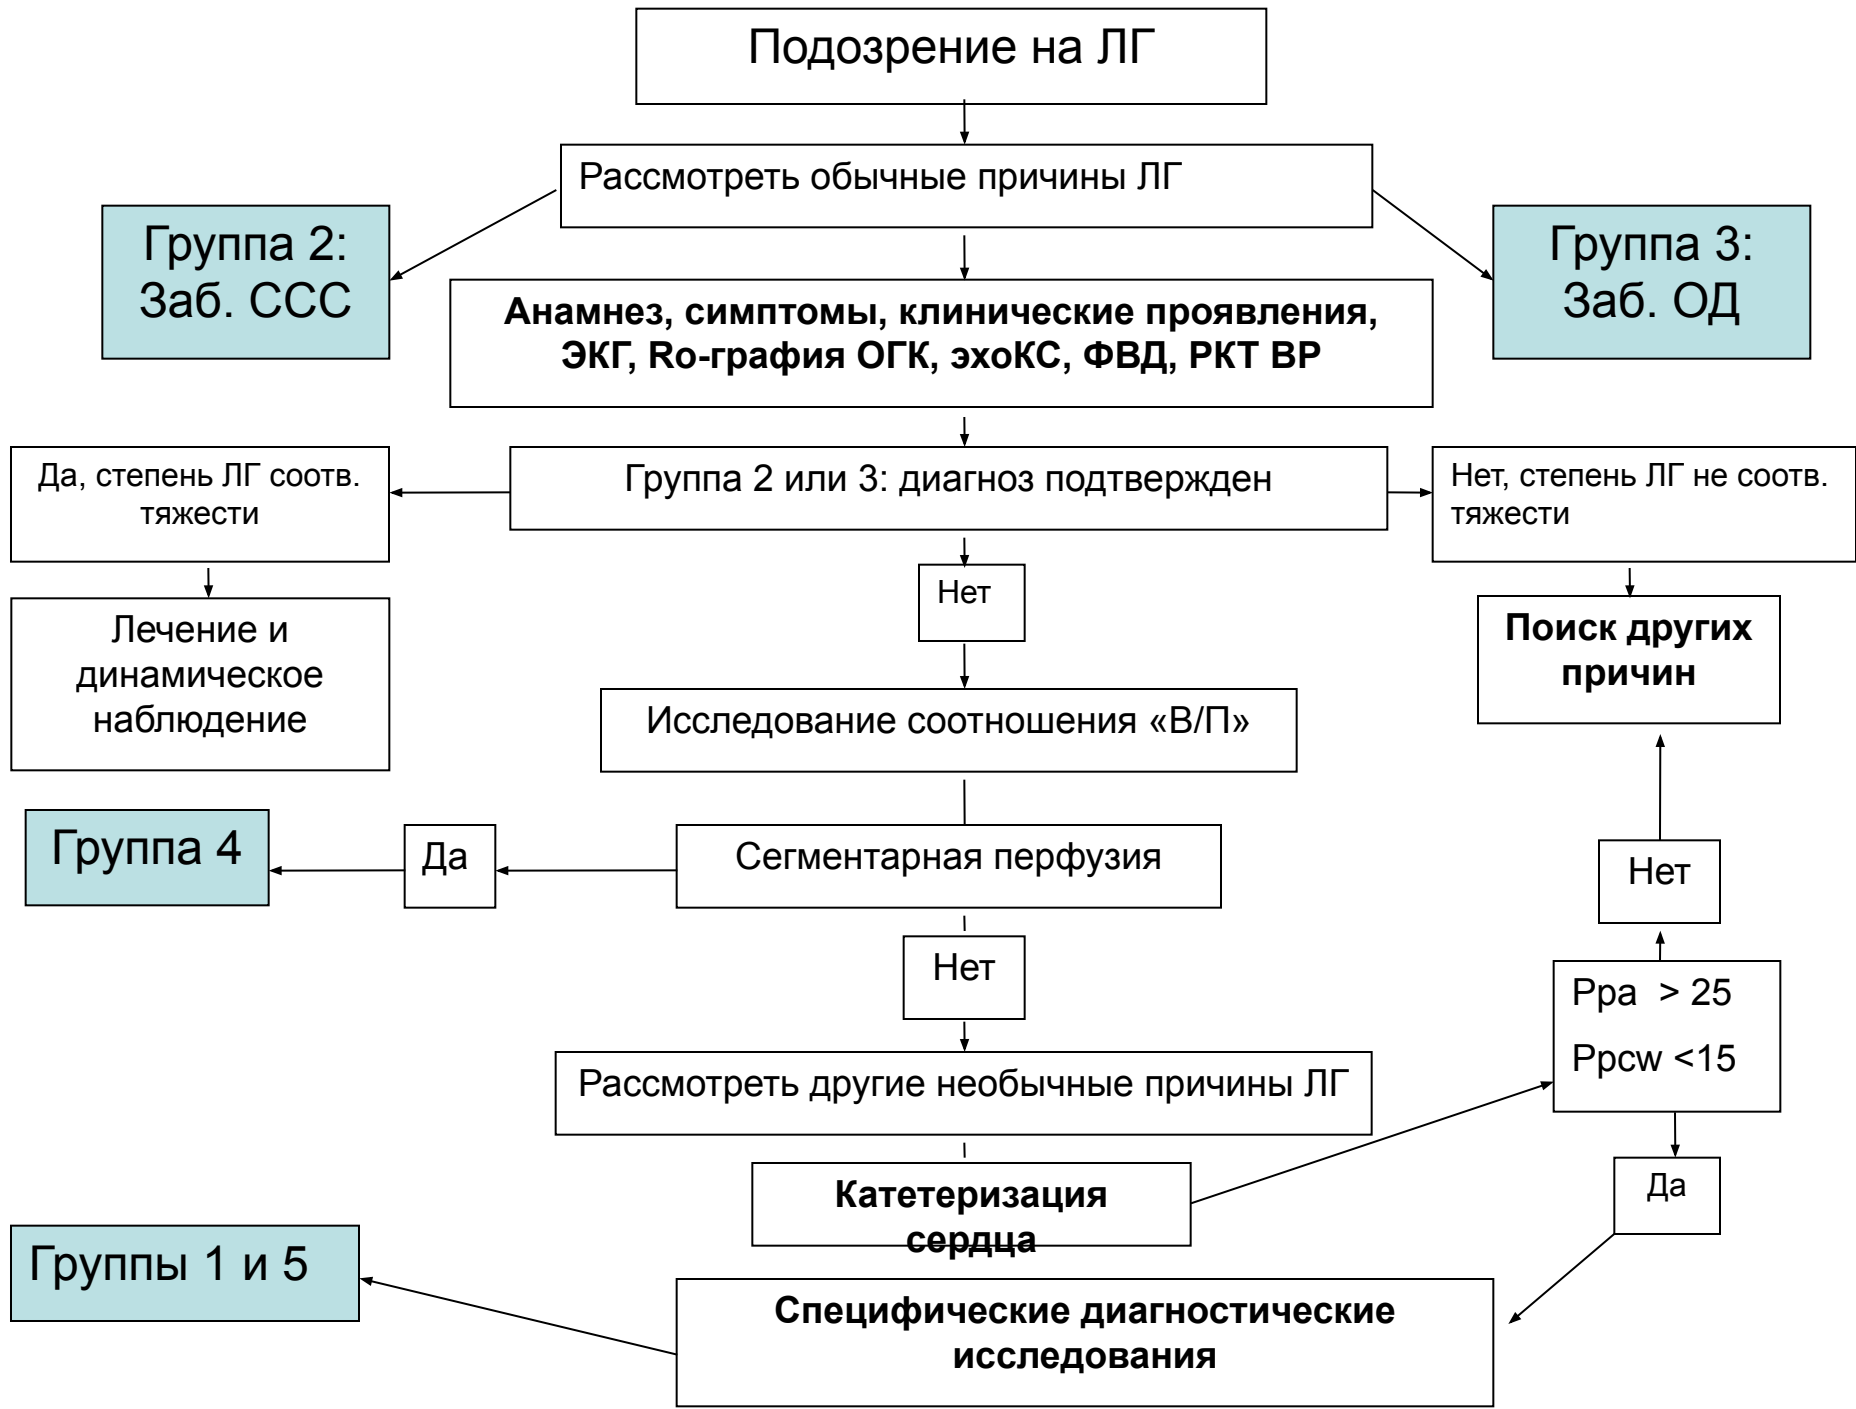 Подозрение на ЛГ
Рассмотреть обычные причины ЛГ
Группа 2:
Заб. ССС
Группа 3:
Заб. ОД
Анамнез, симптомы, клинические проявления,
ЭКГ, Ro-графия ОГК, эхоКС, ФВД, РКТ ВР
Да, степень ЛГ соотв.
тяжести
Группа 2 или 3: диагноз подтвержден
Нет, степень ЛГ не соотв.
тяжести
Нет
Лечение и
динамическое
наблюдение
Поиск других
причин
Исследование соотношения «В/П»
Группа 4
Да
Сегментарная перфузия
Нет
Нет
Ppa > 25
Ppcw <15
Рассмотреть другие необычные причины ЛГ
Катетеризация
сердца
Да
Группы 1 и 5
Специфические диагностические
исследования